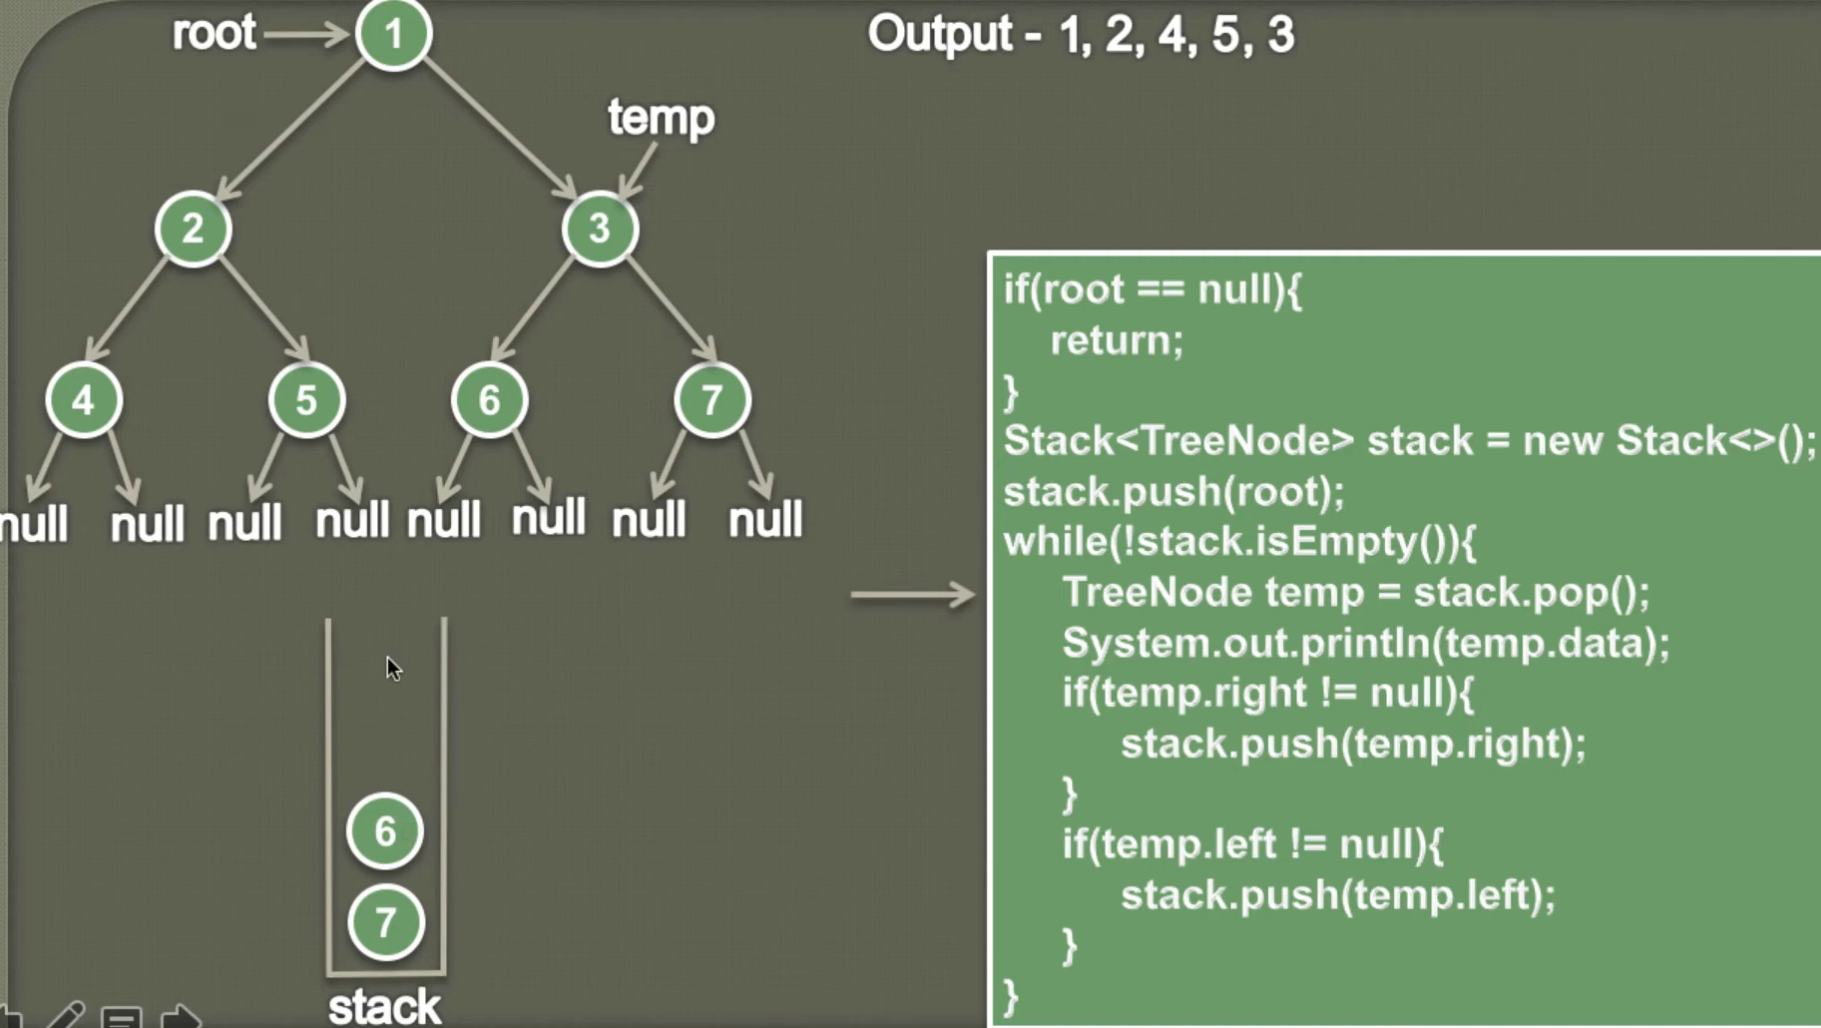 root
1
Output - 1, 2, 4, 5, 3
temp
2
3
4
5
6
7
null
null
null
null
null
null
null
null
6
7
stack
if(root == null){
return;
}
Stack<TreeNode> stack = new Stack<>();
stack.push(root);
while(!stack.isEmpty()){
TreeNode temp = stack.pop();
System.out.println(temp.data);
if(temp.right != null){
stack.push(temp.right);
}
if(temp.left != null){
stack.push(temp.left);
}
}